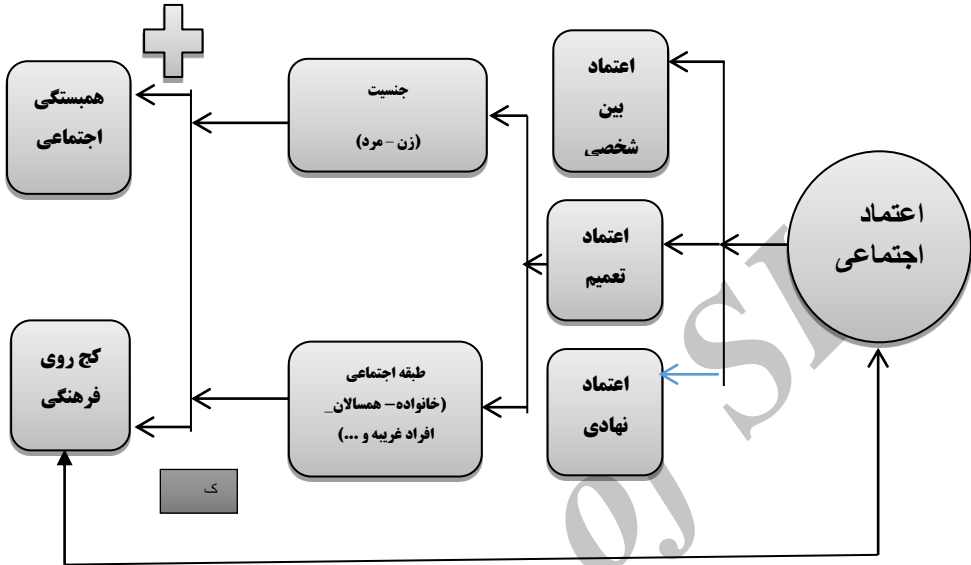 اعتماد
اجتماعی
اعتماد
بین
شخصی
اعتماد
تعمیم
اعتماد
نهادی
جنسیت
(زن – مرد)
طبقه اجتماعی
(خانواده– همسالان_
افراد غریبه و ...)
همبستگی
اجتماعی
کج روی
فرهنگی
ک